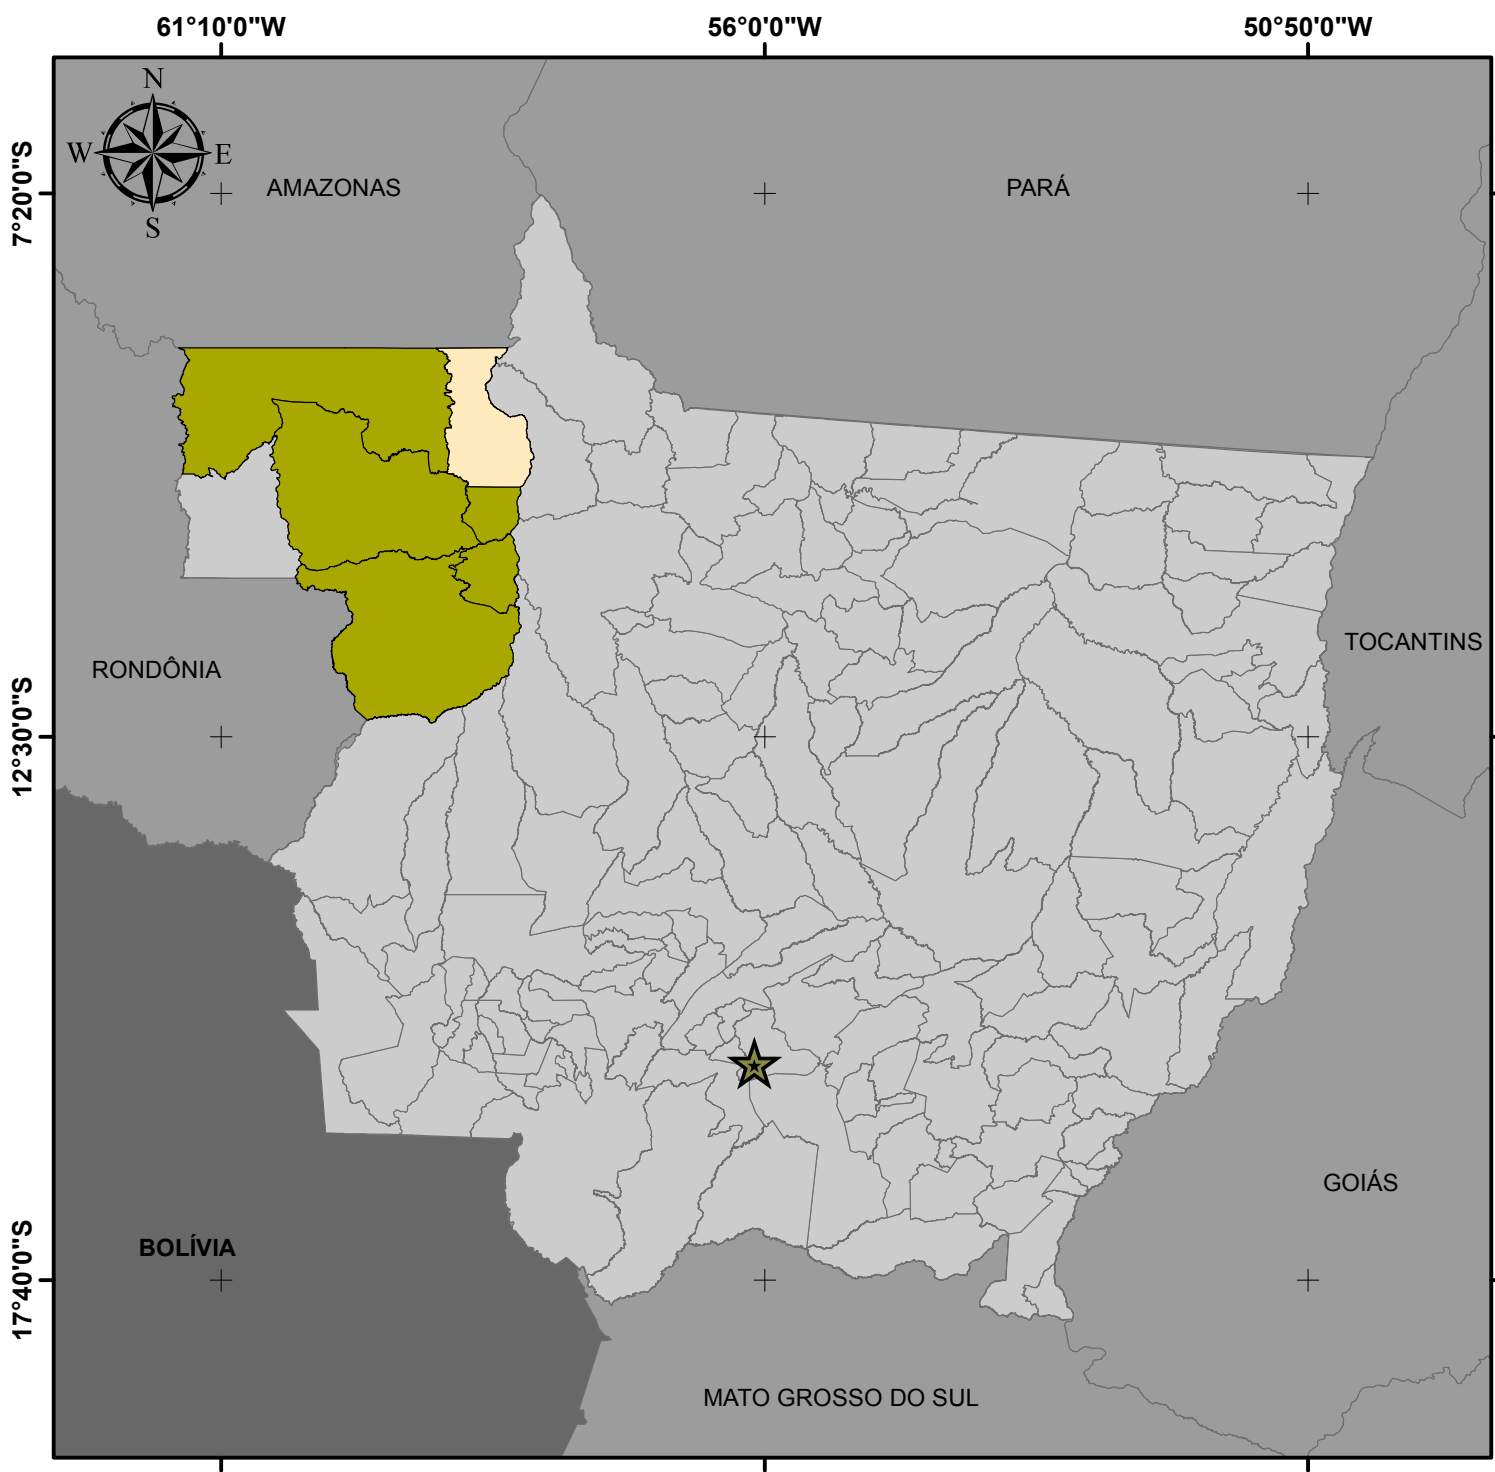 61°10'0"W
56°0'0"W
50°50'0"W
N
W
E
S
7°20'0"S
AMAZONAS
PARÁ
RONDÔNIA
TOCANTINS
12°30'0"S
GOIÁS
BOLÍVIA
17°40'0"S
MATO GROSSO DO SUL